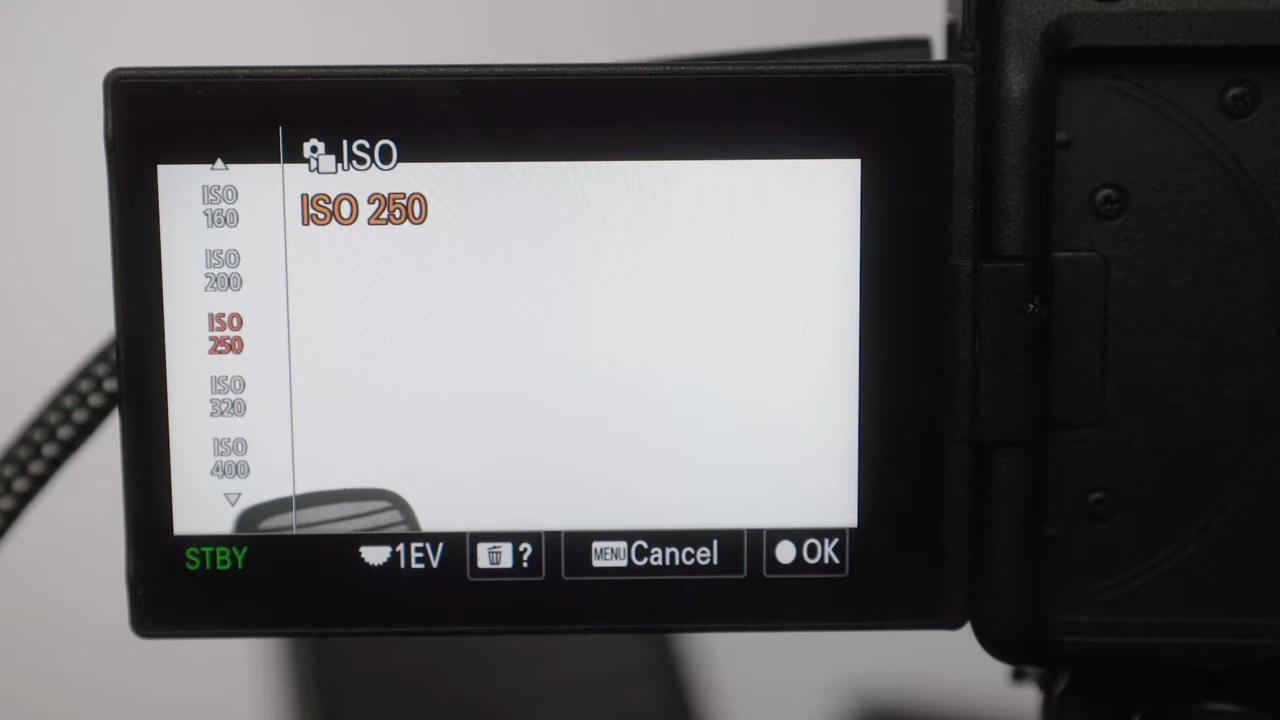 ISO
ISO 250
ISO
160
ISO
200
ISO
250
ISO
320
ISO
400
STBY
1EV
?
MENU Cancel
OK